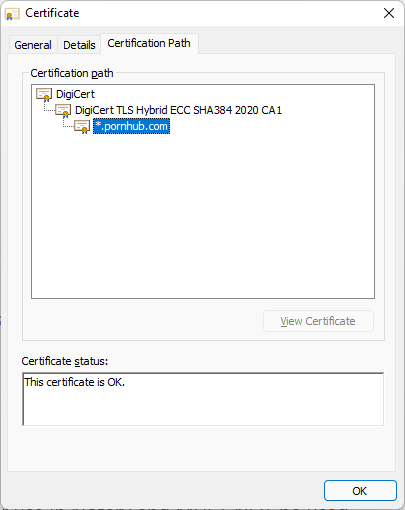 Certificate
General
Details
Certification Path
Certification path
DigiCert
DigiCert TLS Hybrid ECC SHA384 2020 CA1
*.pornhub.com
View Certificate
Certificate status:
This certificate is OK.
OK